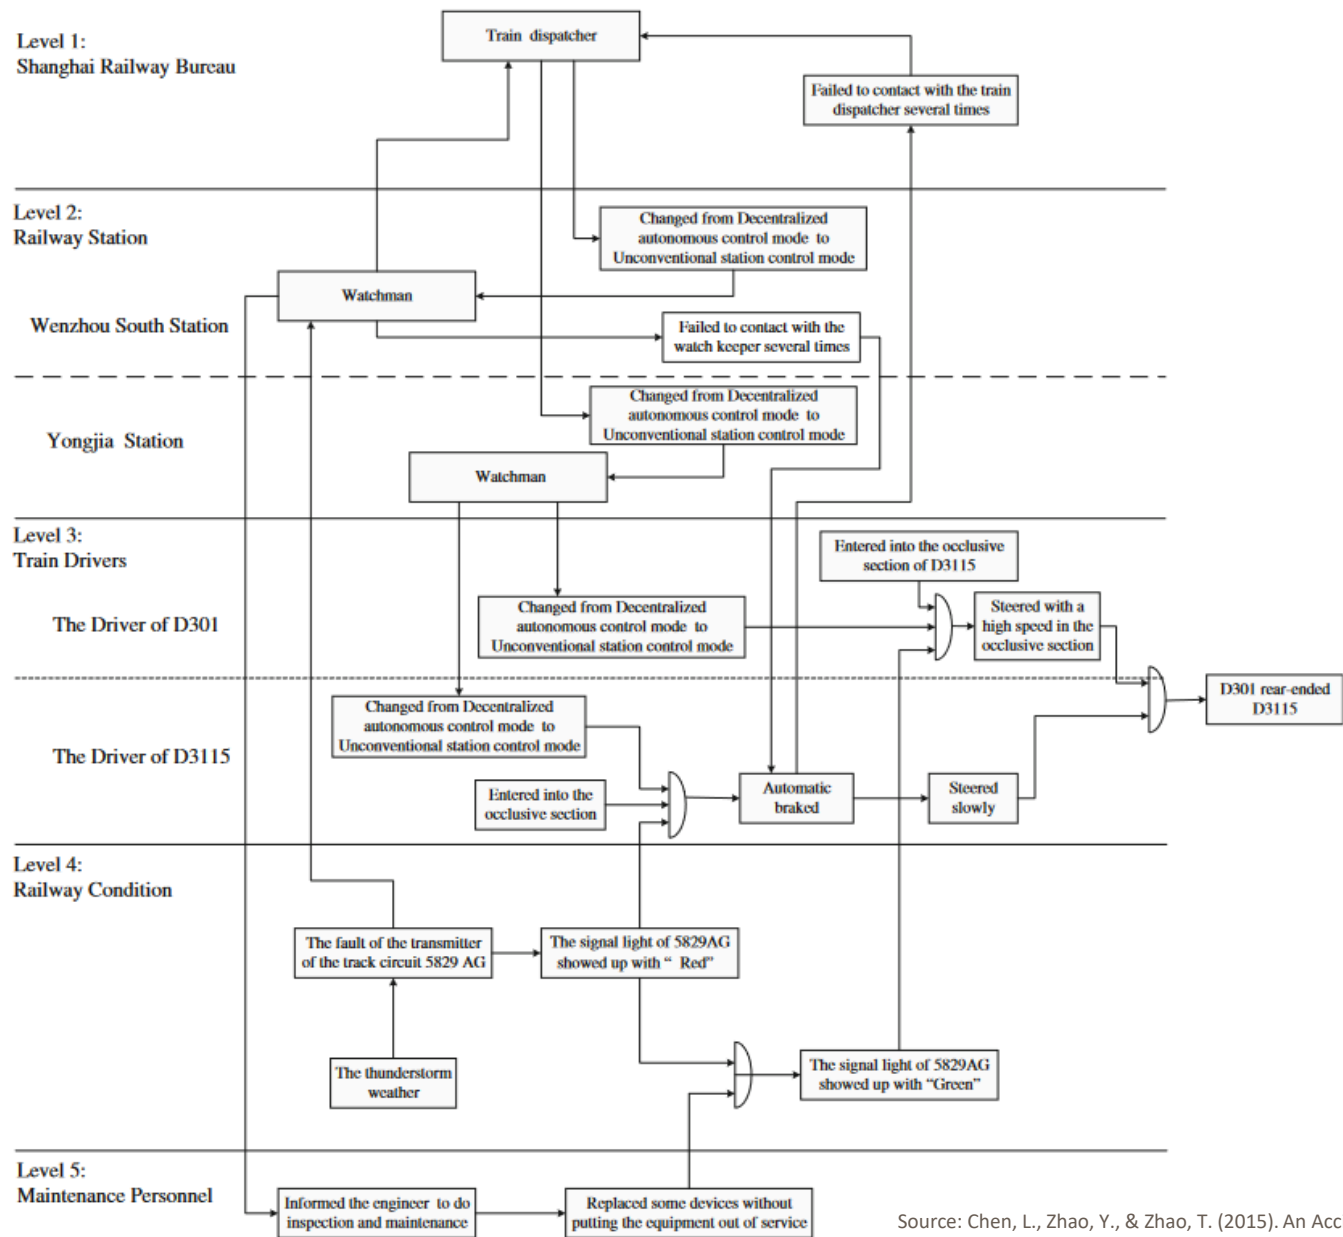 Level 1:
Shanghai Railway Bureau
Train dispatcher
Failed to contact with the train
dispatcher several times
Level 2:
Railway Station
Changed from Decentralized
autonomous control mode to
Unconventional station control mode
Watchman
Wenzhou South Station
Failed to contact with the
watch keeper several times
Changed from Decentralized
autonomous control mode to
Unconventional station control mode
Yongjia Station
Watchman
Level 3:
Train Drivers
Entered into the occlusive
section of D3115
The Driver of D301
Changed from Decentralized
autonomous control mode to
Unconventional station control mode
Steered with a
high speed in the
occlusive section
D301 rear-ended
D3115
Changed from Decentralized
autonomous control mode to
Unconventional station control mode
The Driver of D3115
Entered into the
occlusive section
Automatic
braked
Steered
slowly
Level 4:
Railway Condition
The fault of the transmitter
of the track circuit 5829 AG
The signal light of 5829AG
showed up with “ Red”
The thunderstorm
weather
The signal light of 5829AG
showed up with “Green”
Level 5:
Maintenance Personnel
Informed the engineer to do
inspection and maintenance
Replaced some devices without
putting the equipment out of service
Source: Chen, L., Zhao, Y., & Zhao, T. (2015). An Acc